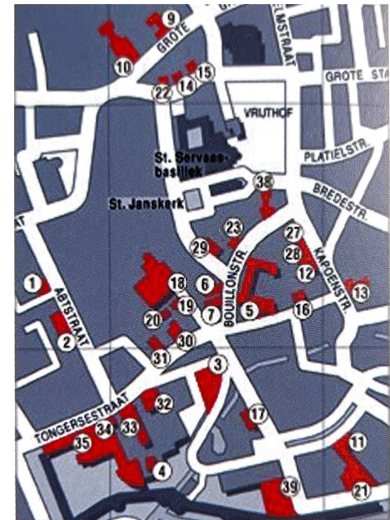 9
GROTE
ELMSTRAAT
10
15
22
14
GROTE STA
VRIJTHOF
St. Servaas-
basiliek
PLATIELSTR.
St. Janskerk
38
BREDESTR.
23
27
29
28
KAPOENSTR.
12
1
18
6
BOUILLONSTR.
13
ABTSTRAAT
19
20
7
5
16
2
30
31
3
32
TONGERSESTRAAT
34
33
17
35
11
4
39
21